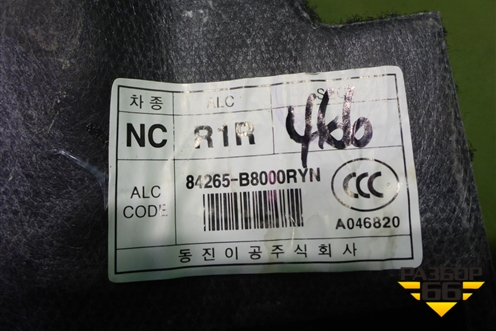 차종 ALC
NC R1R 4kb
84265-B8000RYN
ALC CODE
CCC
A046820
동진이공주식회사
РАЗБОР
66